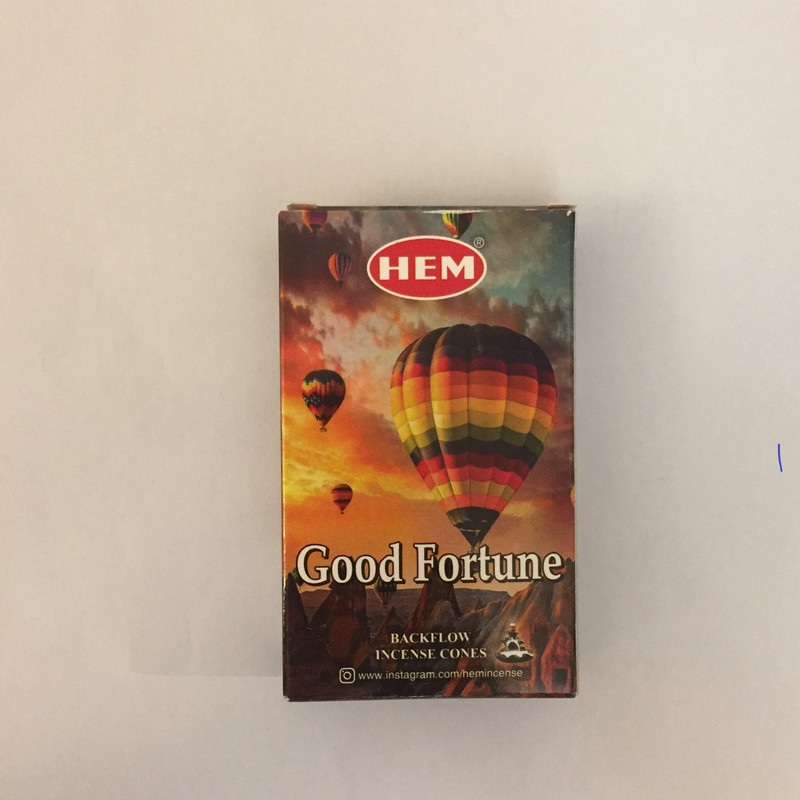 HEM®
Good Fortune
BACKFLOW
INCENSE CONES
www.instagram.com/hemincense